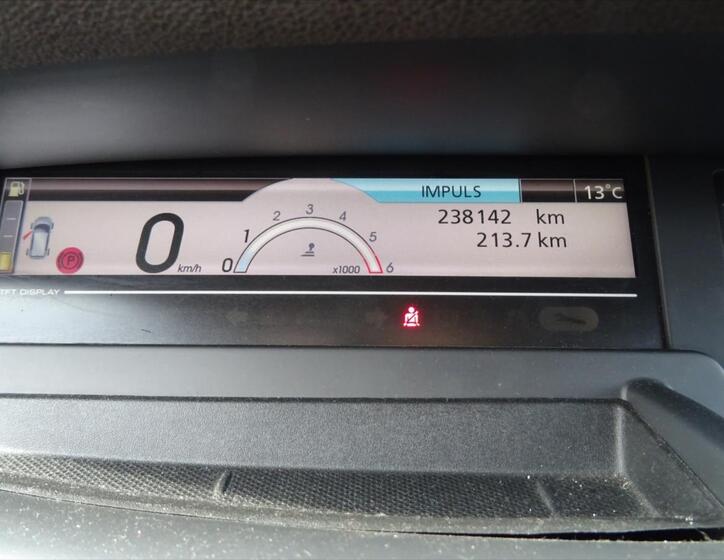 IMPULS
13°C
238142 km
213.7 km
0 km/h
0 1 2 3 4 5 6
x1000
P
TFT DISPLAY